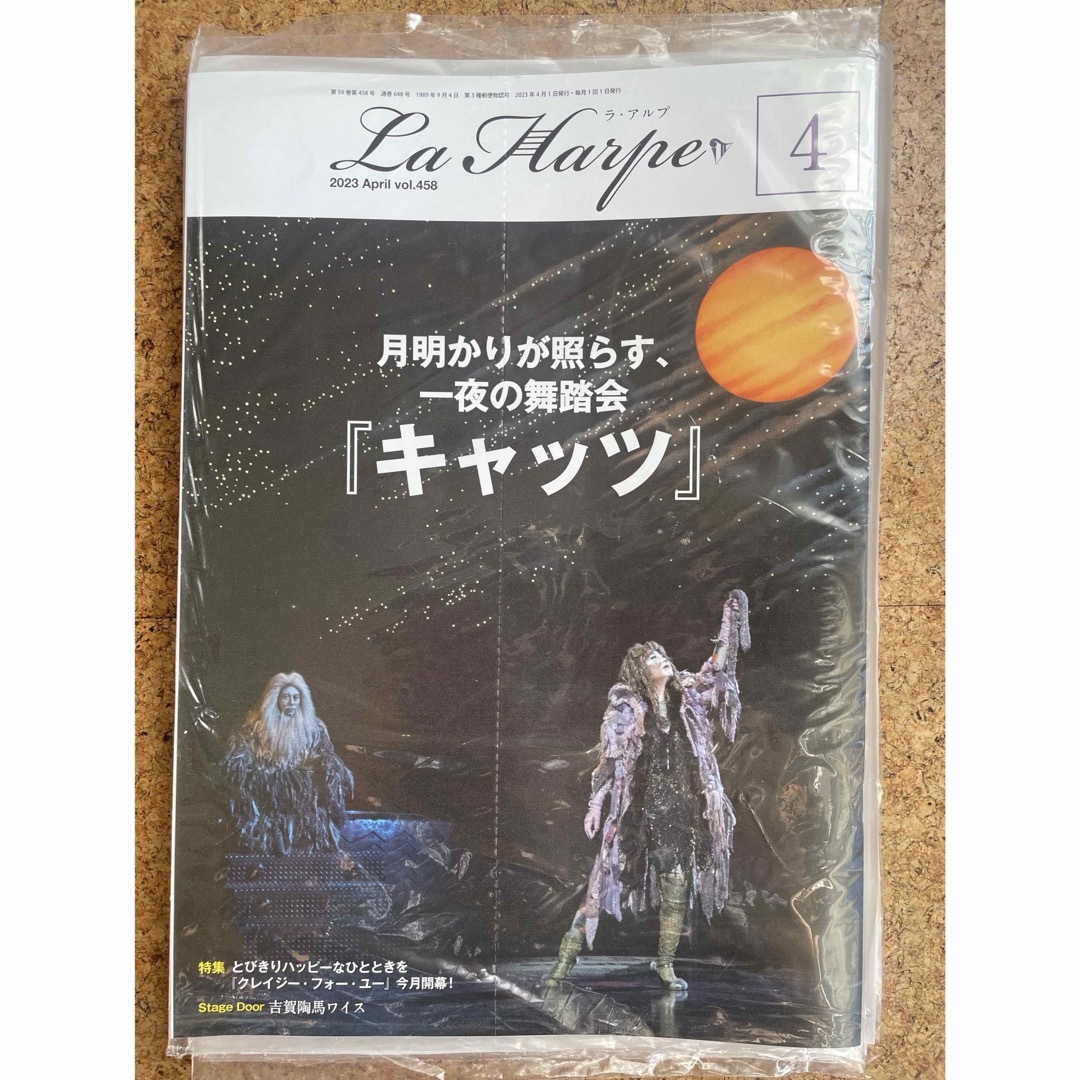 第59巻第458号 通巻648号 1989年9月4日 第3種郵便物認可 2023年4月1日発行・毎月1回1日発行
ラ・アルプ
La Harpe
4
2023 April vol.458
月明かりが照らす、
一夜の舞踏会
『キャッツ』
特集 とびきりハッピーなひとときを
『クレイジー・フォー・ユー』今月開幕!
Stage Door 吉賀陶馬ワイス